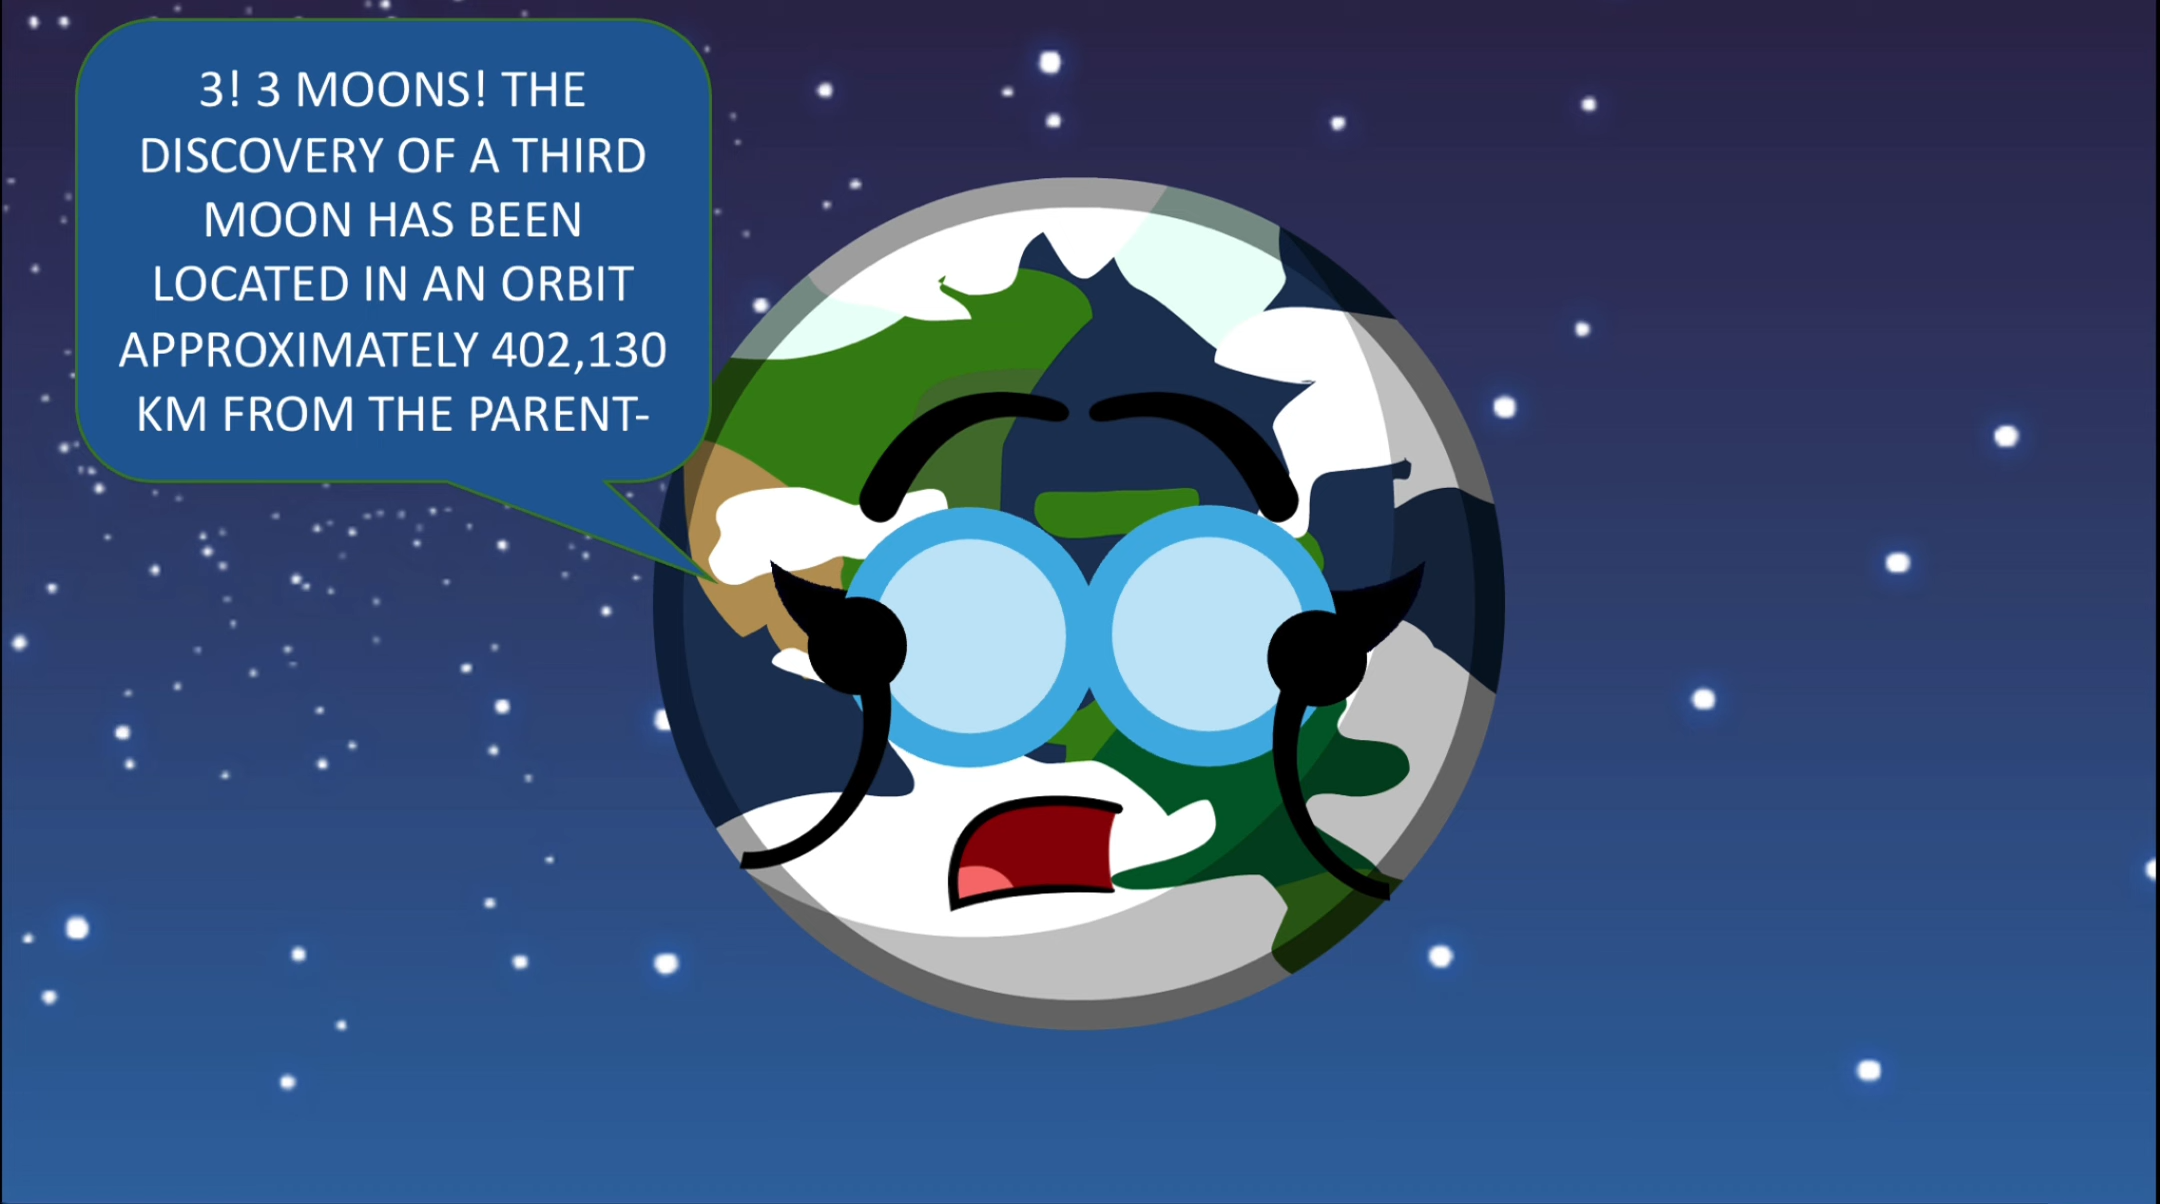 3! 3 MOONS! THE
DISCOVERY OF A THIRD
MOON HAS BEEN
LOCATED IN AN ORBIT
APPROXIMATELY 402,130
KM FROM THE PARENT-